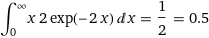 ∫₀^∞ x 2 exp(−2 x) dx = 1/2 = 0.5